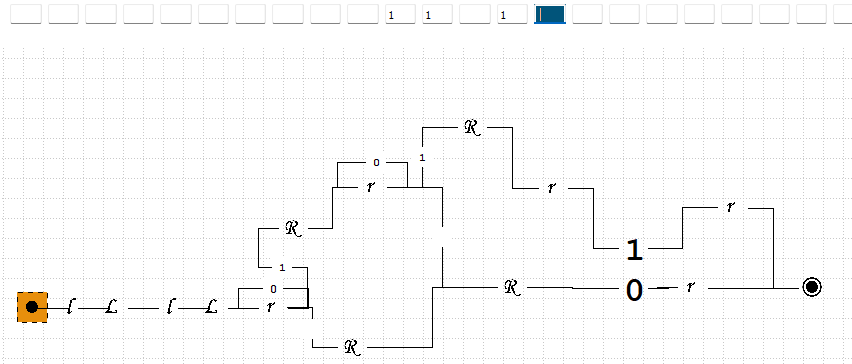 1 1 1
R
0 1
r r
R r
1
1
0 R 0 r
l L l L r
R